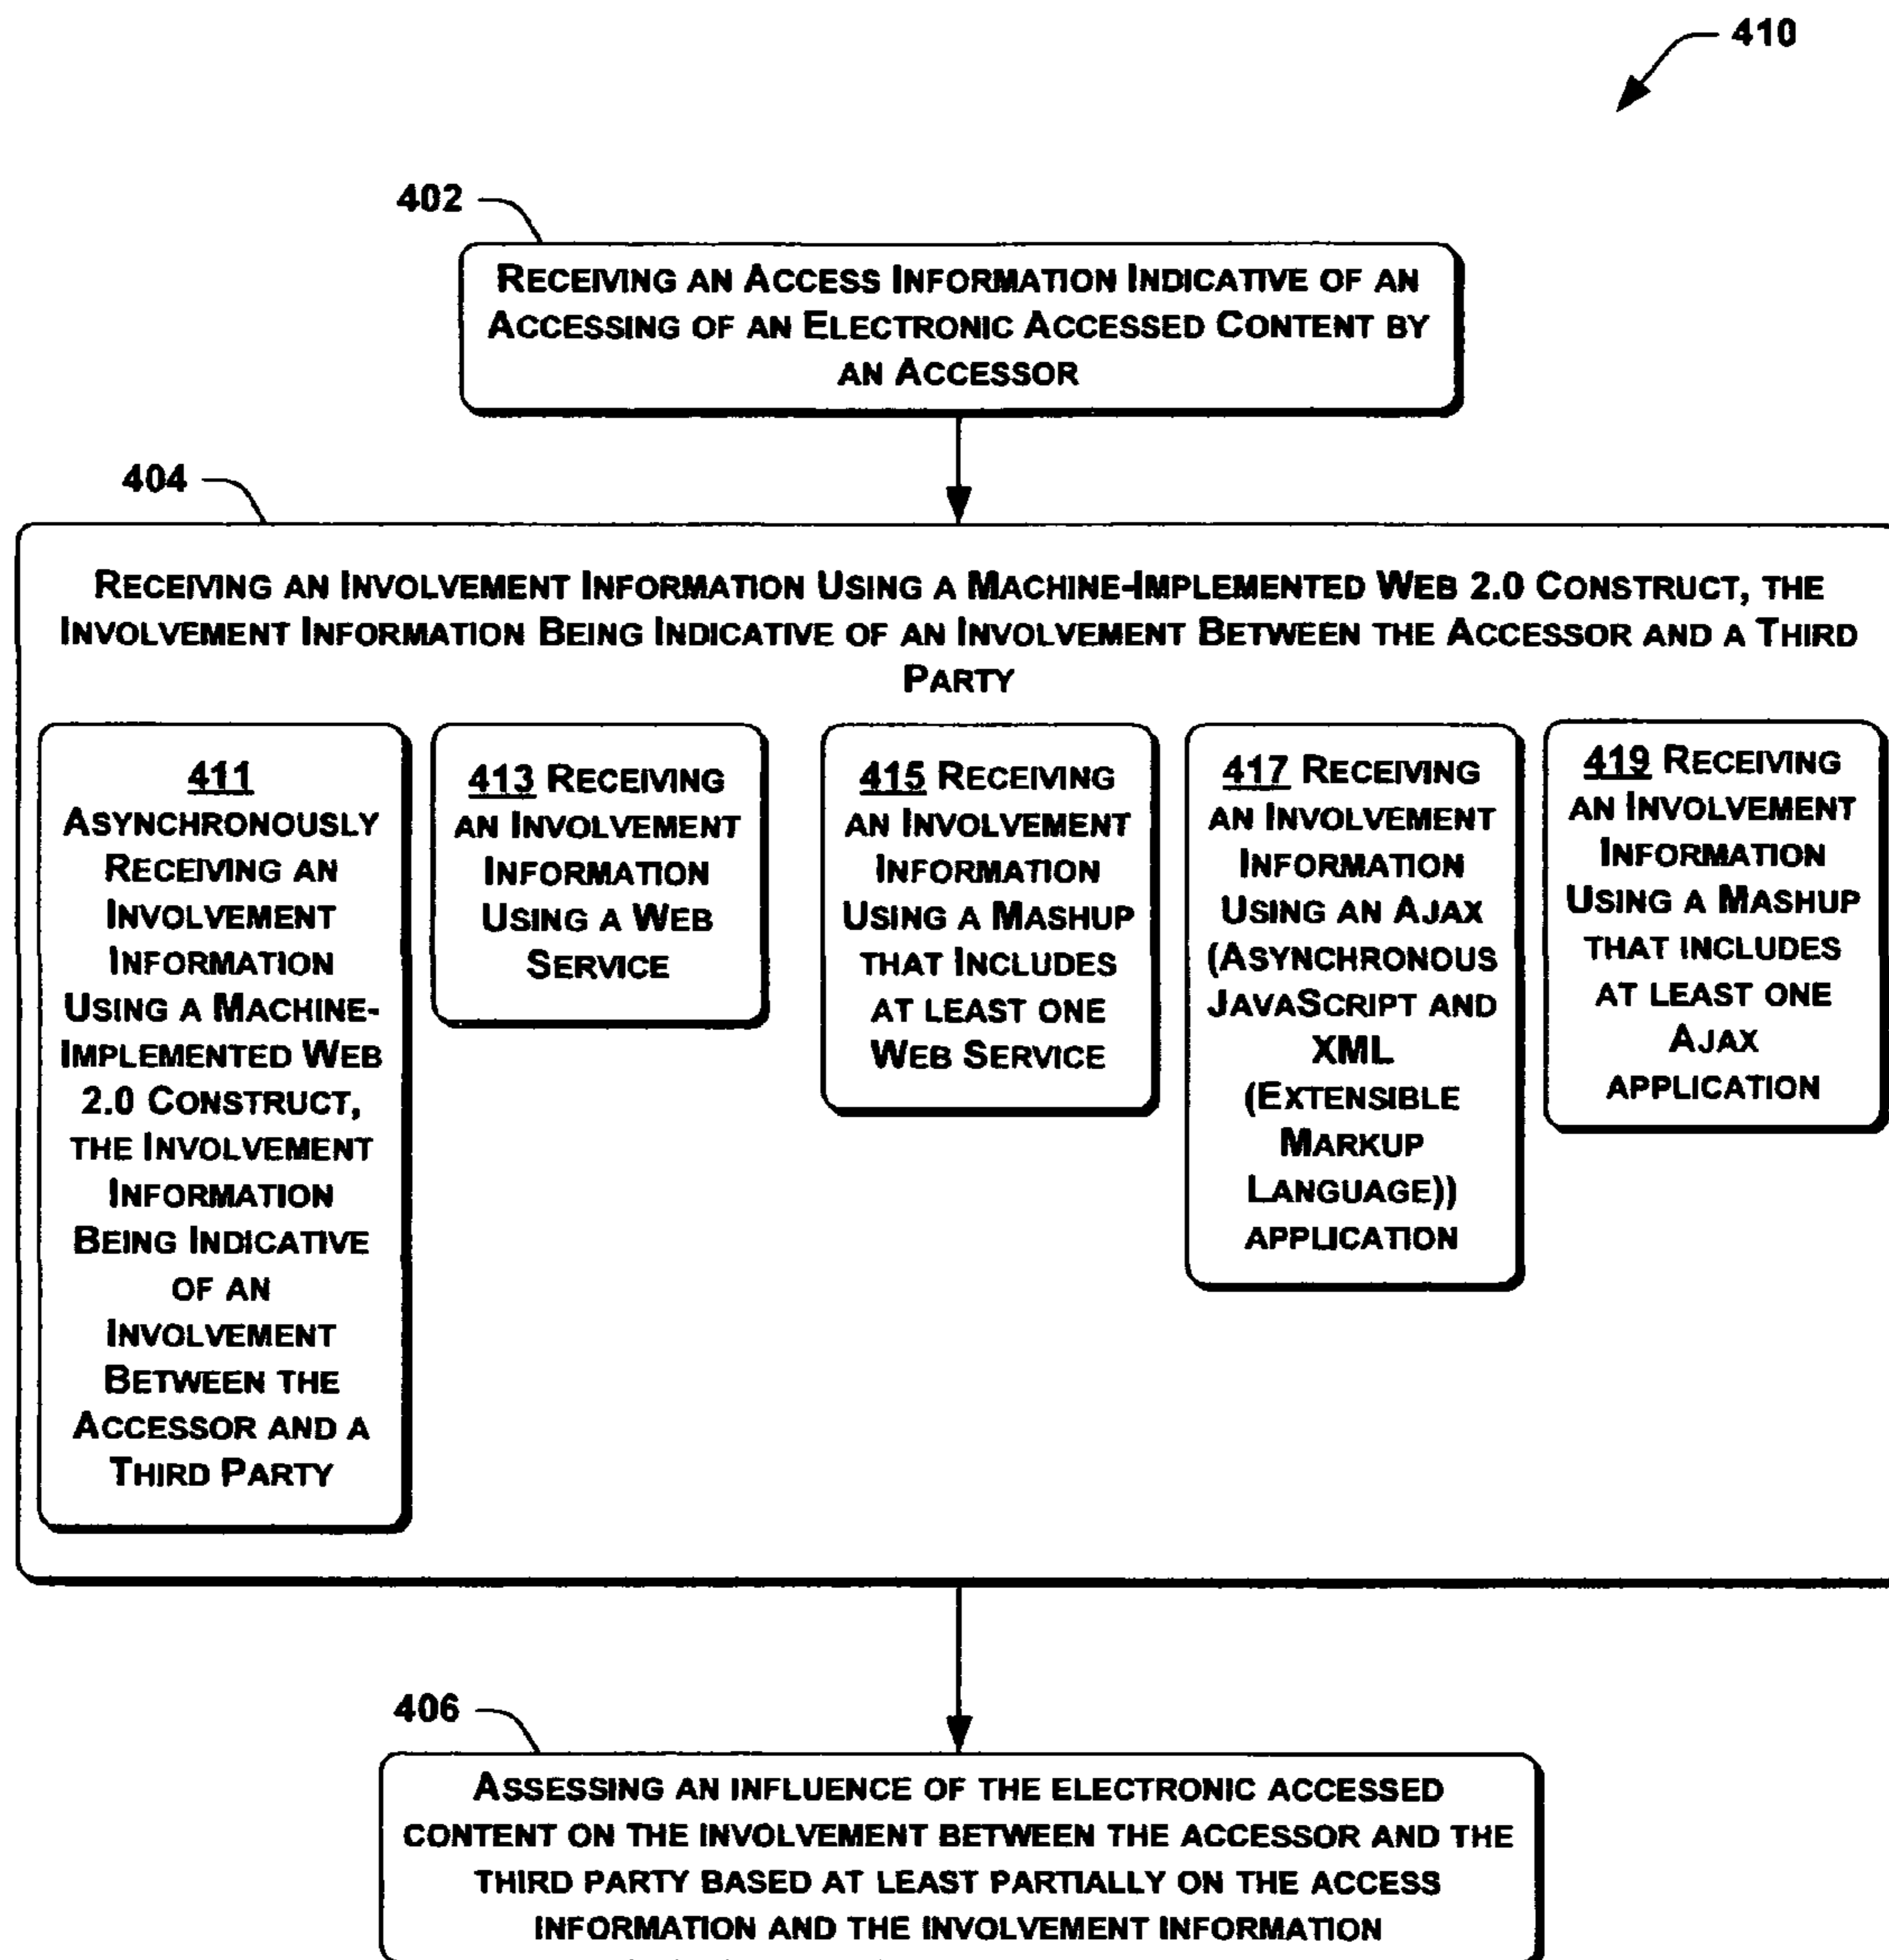 410
402
RECEIVING AN ACCESS INFORMATION INDICATIVE OF AN
ACCESSING OF AN ELECTRONIC ACCESSED CONTENT BY
AN ACCESSOR
404
RECEIVING AN INVOLVEMENT INFORMATION USING A MACHINE-IMPLEMENTED WEB 2.0 CONSTRUCT, THE
INVOLVEMENT INFORMATION BEING INDICATIVE OF AN INVOLVEMENT BETWEEN THE ACCESSOR AND A THIRD
PARTY
411
ASYNCHRONOUSLY
RECEIVING AN
INVOLVEMENT
INFORMATION
USING A MACHINE-
IMPLEMENTED WEB
2.0 CONSTRUCT,
THE INVOLVEMENT
INFORMATION
BEING INDICATIVE
OF AN
INVOLVEMENT
BETWEEN THE
ACCESSOR AND A
THIRD PARTY
413 RECEIVING
AN INVOLVEMENT
INFORMATION
USING A WEB
SERVICE
415 RECEIVING
AN INVOLVEMENT
INFORMATION
USING A MASHUP
THAT INCLUDES
AT LEAST ONE
WEB SERVICE
417 RECEIVING
AN INVOLVEMENT
INFORMATION
USING AN AJAX
(ASYNCHRONOUS
JAVASCRIPT AND
XML
(EXTENSIBLE
MARKUP
LANGUAGE))
APPLICATION
419 RECEIVING
AN INVOLVEMENT
INFORMATION
USING A MASHUP
THAT INCLUDES
AT LEAST ONE
AJAX
APPLICATION
406
ASSESSING AN INFLUENCE OF THE ELECTRONIC ACCESSED
CONTENT ON THE INVOLVEMENT BETWEEN THE ACCESSOR AND THE
THIRD PARTY BASED AT LEAST PARTIALLY ON THE ACCESS
INFORMATION AND THE INVOLVEMENT INFORMATION